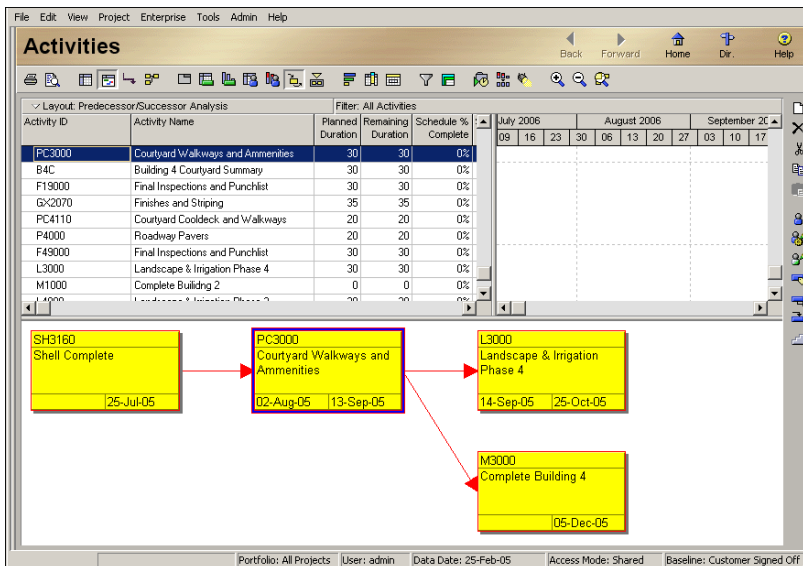 File Edit View Project Enterprise Tools Admin Help
Activities
Back Forward Home Dir. Help
Layout: Predecessor/Successor Analysis Filter: All Activities
Activity ID Activity Name Planned Duration Remaining Duration Schedule % Complete
July 2006 August 2006 September 20
09 16 23 30 06 13 20 27 03 10 17
PC3000 Courtyard Walkways and Ammenities 30 30 0%
B4C Building 4 Courtyard Summary 30 30 0%
F19000 Final Inspections and Punchlist 30 30 0%
GX2070 Finishes and Striping 35 35 0%
PC4110 Courtyard Cooldeck and Walkways 20 20 0%
P4000 Roadway Pavers 20 20 0%
F49000 Final Inspections and Punchlist 30 30 0%
L3000 Landscape & Irrigation Phase 4 30 30 0%
M1000 Complete Builidng 2 0 0 0%
SH3160
Shell Complete
25-Jul-05
PC3000
Courtyard Walkways and
Ammenities
02-Aug-05 13-Sep-05
L3000
Landscape & Irrigation
Phase 4
14-Sep-05 25-Oct-05
M3000
Complete Building 4
05-Dec-05
Portfolio: All Projects User: admin Data Date: 25-Feb-05 Access Mode: Shared Baseline: Customer Signed Off